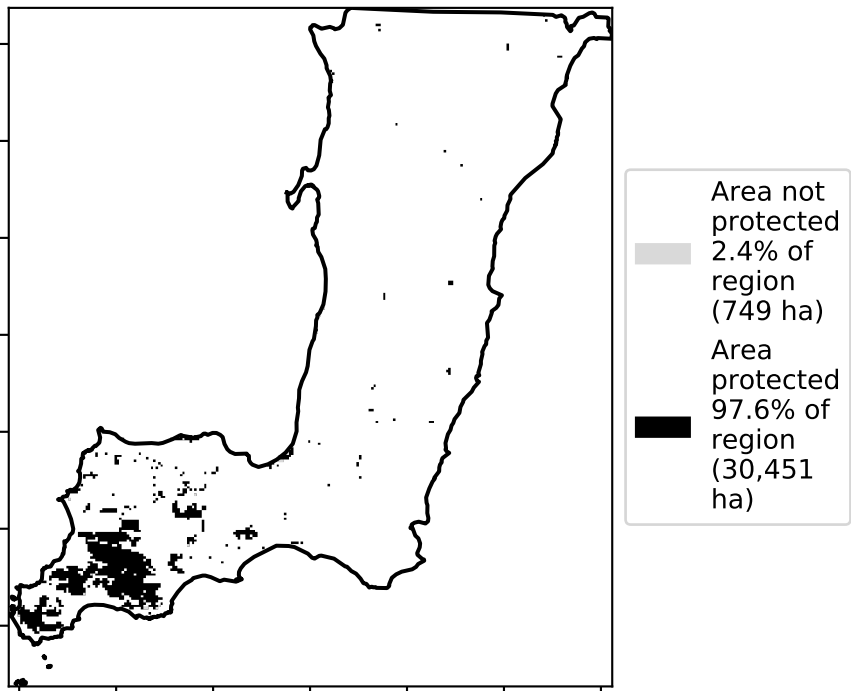 Area not
protected
2.4% of
region
(749 ha)
Area
protected
97.6% of
region
(30,451
ha)